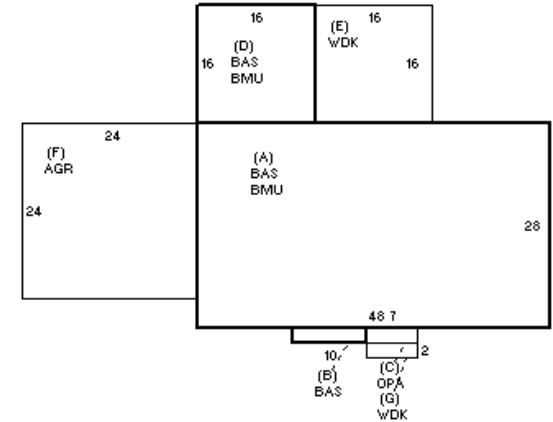 16
16
(D)
(E)
BAS
WDK
16
16
BMU
24
(F)
AGR
(A)
BAS
BMU
24
28
48 7
10
2
(B)
BAS
(C)
OPA
(G)
WDK